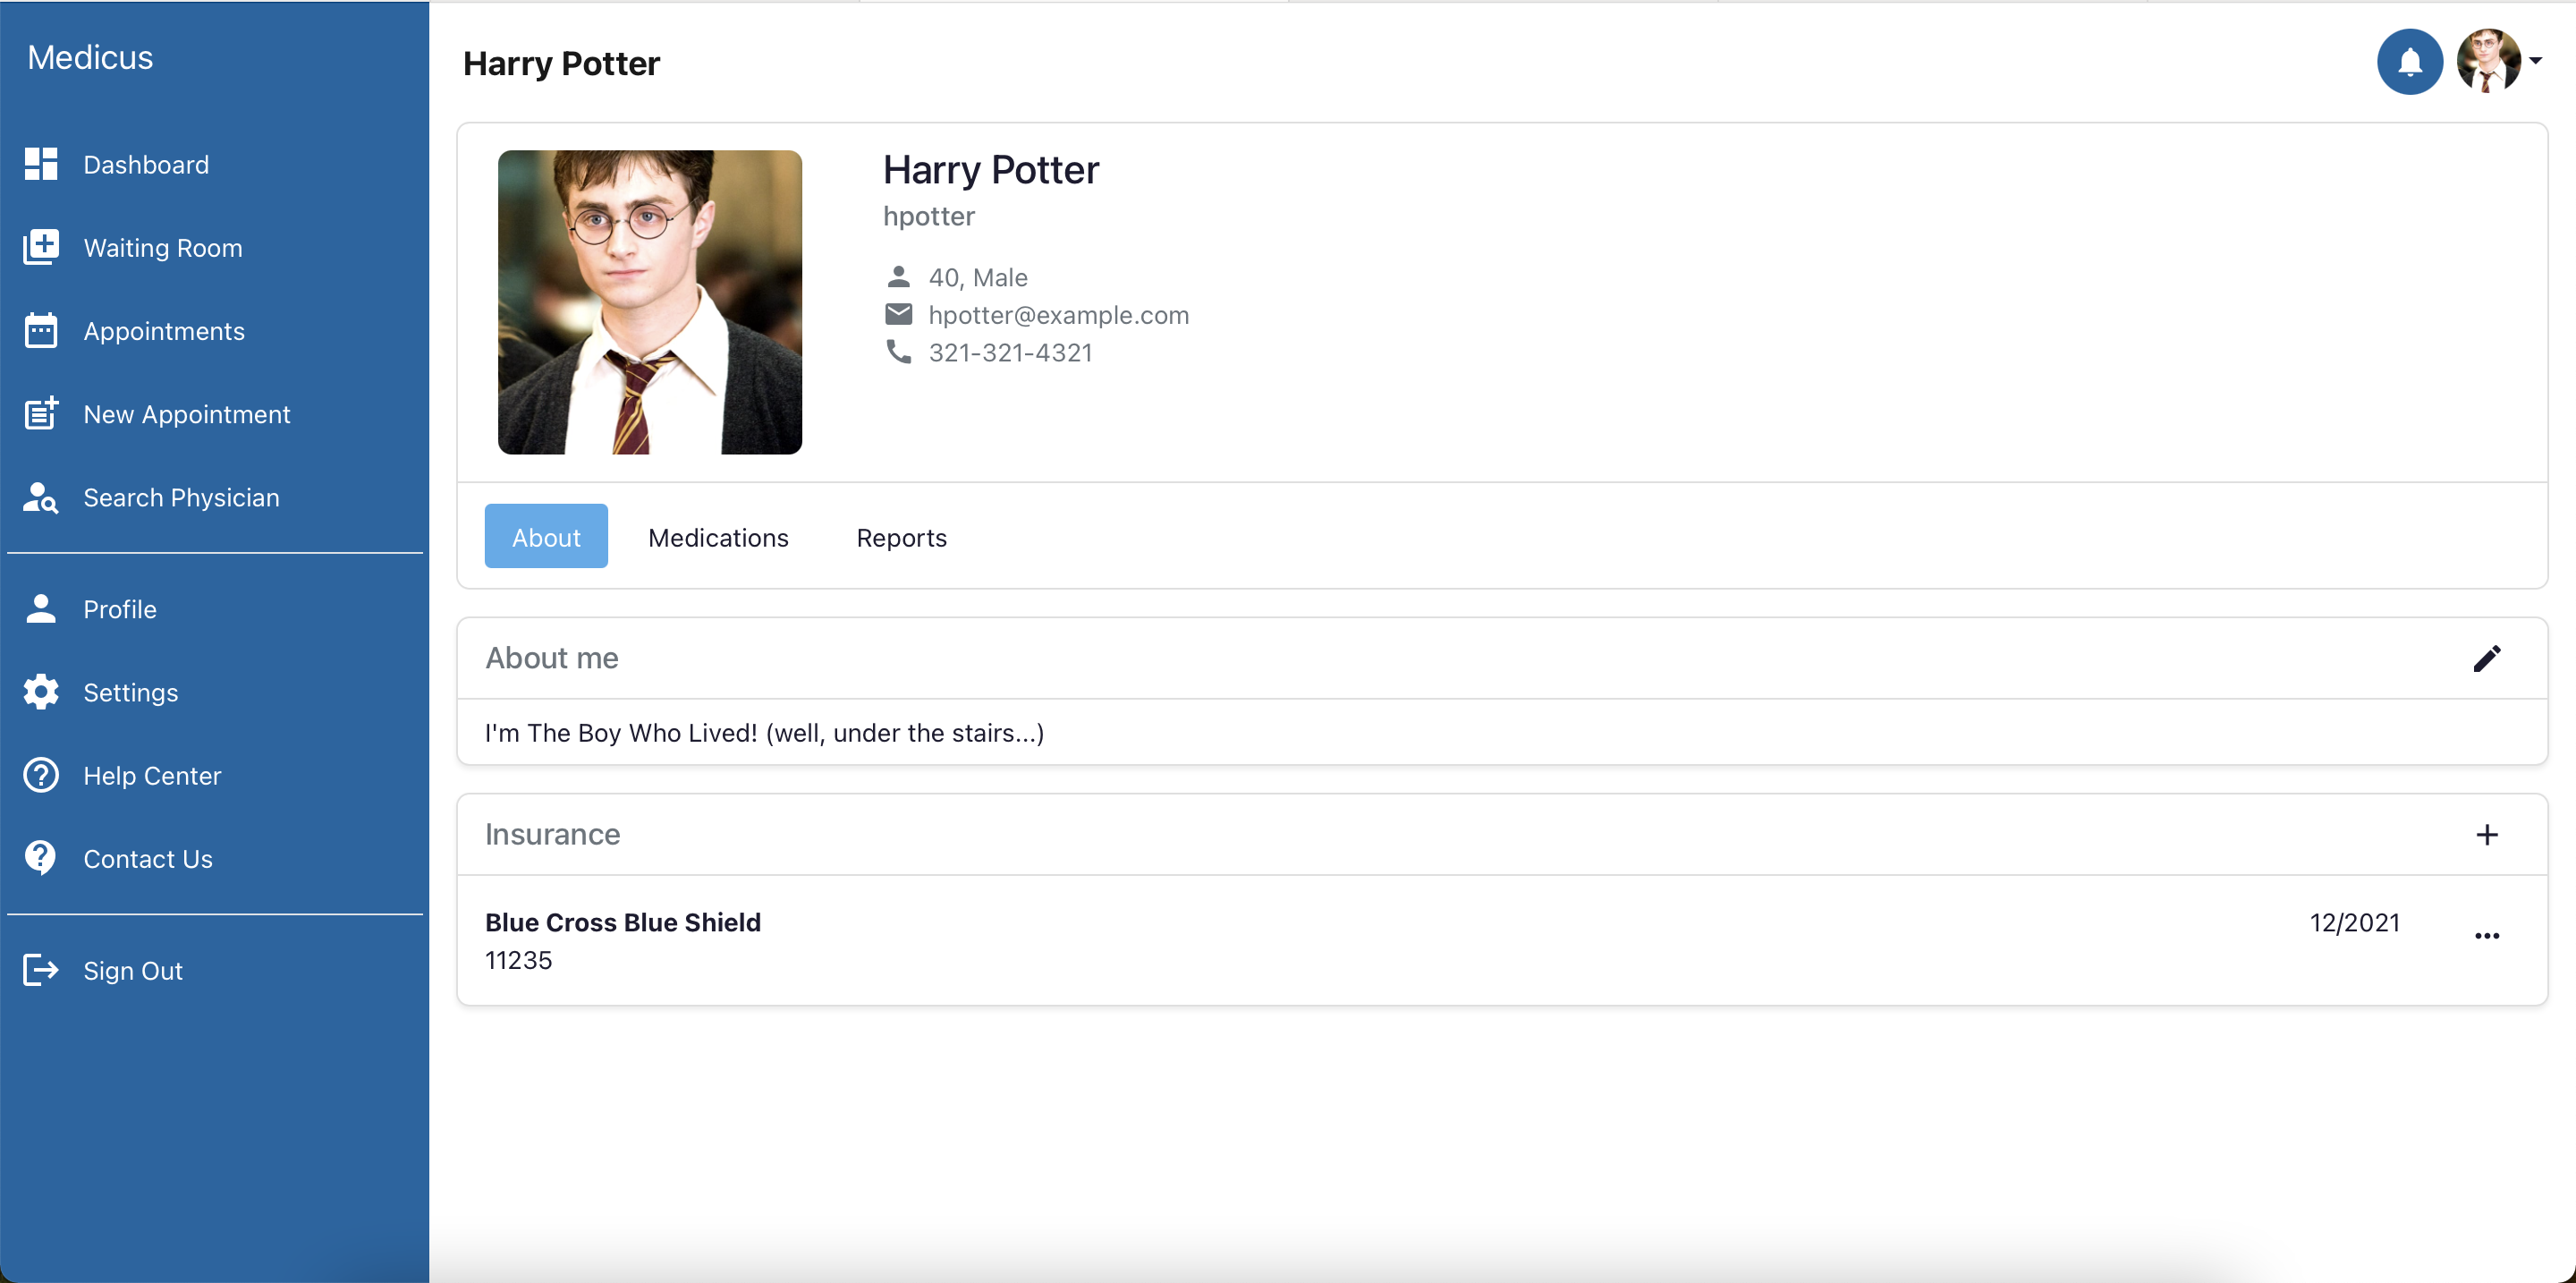 Medicus
Dashboard
Waiting Room
Appointments
New Appointment
Search Physician
Profile
Settings
Help Center
Contact Us
Sign Out
Harry Potter
Harry Potter
hpotter
40, Male
hpotter@example.com
321-321-4321
About Medications Reports
About me
I'm The Boy Who Lived! (well, under the stairs...)
Insurance
Blue Cross Blue Shield 12/2021
11235